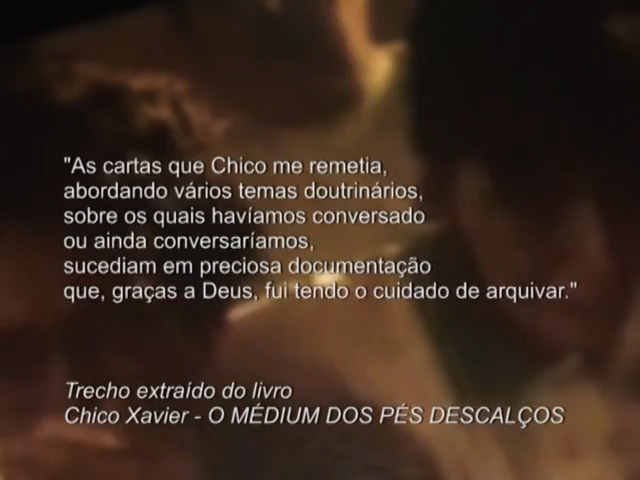 "As cartas que Chico me remetia,
abordando vários temas doutrinários,
sobre os quais havíamos conversado
ou ainda conversaríamos,
sucediam em preciosa documentação
que, graças a Deus, fui tendo o cuidado de arquivar."
Trecho extraído do livro
Chico Xavier - O MÉDIUM DOS PÉS DESCALÇOS